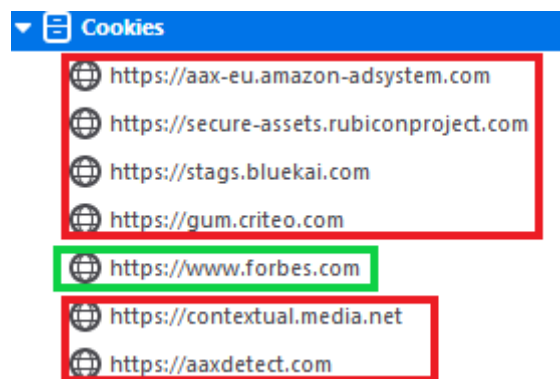 Cookies
https://aax-eu.amazon-adsystem.com
https://secure-assets.rubiconproject.com
https://stags.bluekai.com
https://gum.criteo.com
https://www.forbes.com
https://contextual.media.net
https://aaxdetect.com